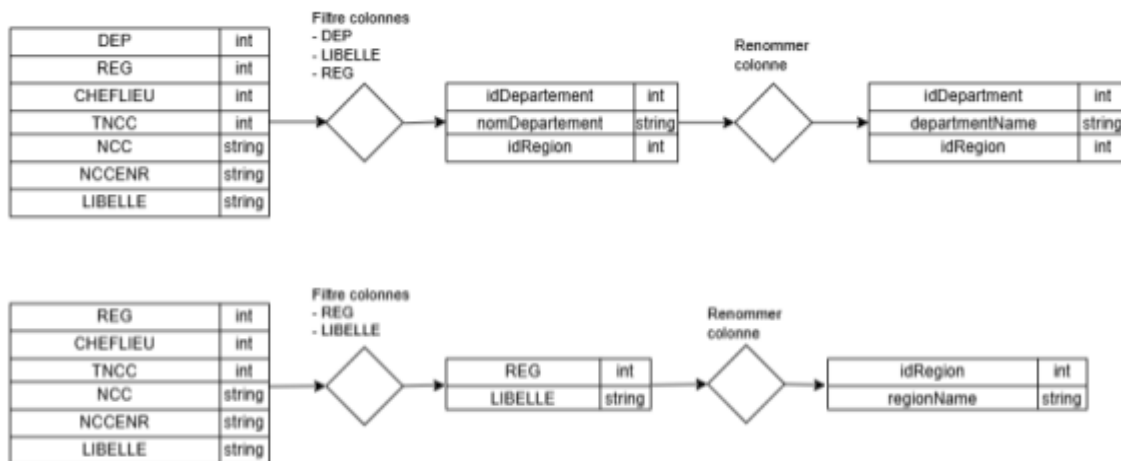 Filtre colonnes
- DEP
- LIBELLE
- REG
DEP int
REG int
CHEFLIEU int
TNCC int
NCC string
NCCENR string
LIBELLE string
idDepartement int
nomDepartement string
idRegion int
Renommer
colonne
idDepartment int
departmentName string
idRegion int
Filtre colonnes
- REG
- LIBELLE
REG int
CHEFLIEU int
TNCC int
NCC string
NCCENR string
LIBELLE string
REG int
LIBELLE string
Renommer
colonne
idRegion int
regionName string